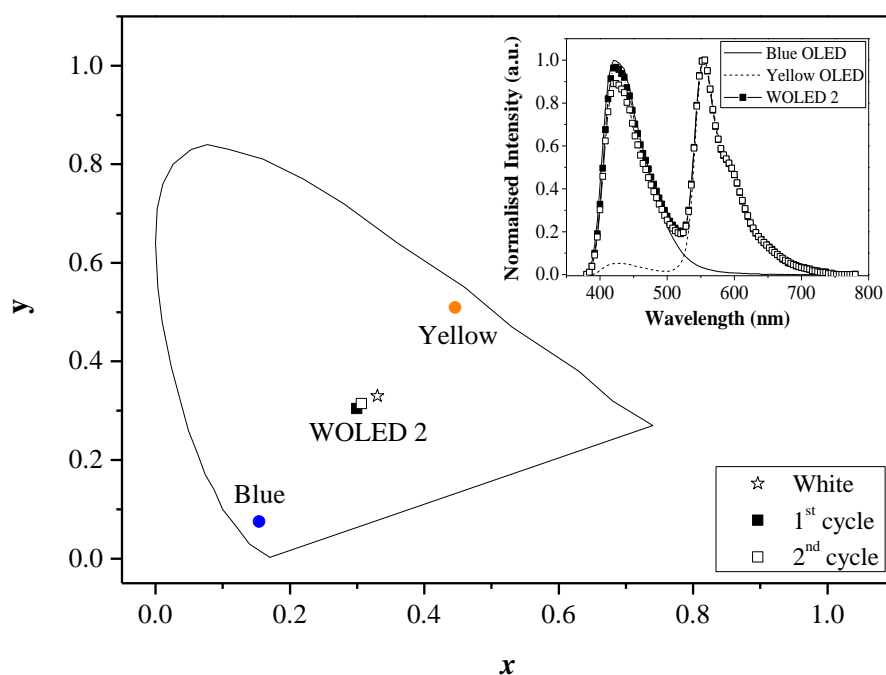 1.0
0.8
0.6
0.4
0.2
0.0
y
0.0 0.2 0.4 0.6 0.8 1.0
x
Yellow
WOLED 2
Blue
White
1st cycle
2nd cycle
Normalised Intensity (a.u.)
1.0
0.8
0.6
0.4
0.2
0.0
400 500 600 700 800
Wavelength (nm)
Blue OLED
Yellow OLED
WOLED 2